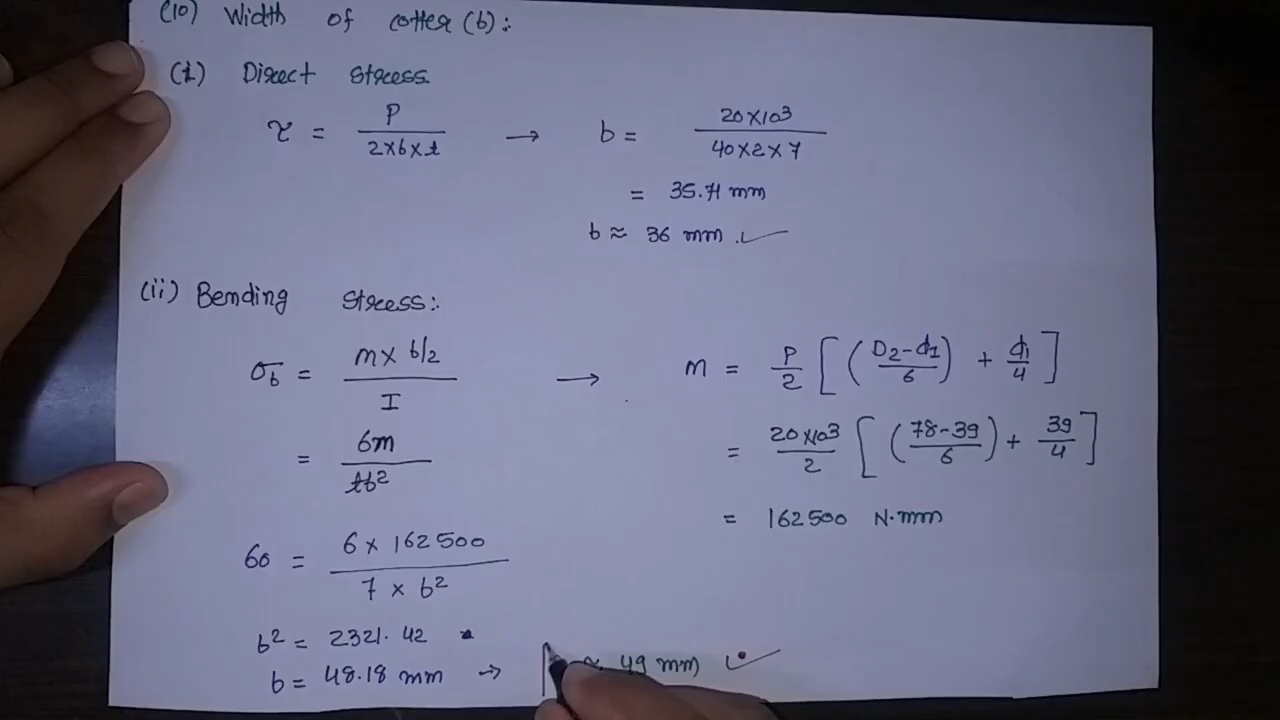 (10) Width of cotter (b):
(i) Direct stress
τ = P / 2×b×t → b = 20×10³ / 40×2×7
= 35.71 mm
b ≈ 36 mm. ✓
(ii) Bending stress:
σb = m× b/2 / I → m = P/2 [ ( D2-d1 / 6 ) + d1/4 ]
= 6m / tb² 
= 20×10³ / 2 [ ( 78-39 / 6 ) + 39/4 ]
= 162500 N.mm
60 = 6 × 162500 / 7 × b²
b² = 2321.42
b = 48.18 mm → ≈ 49 mm ✓